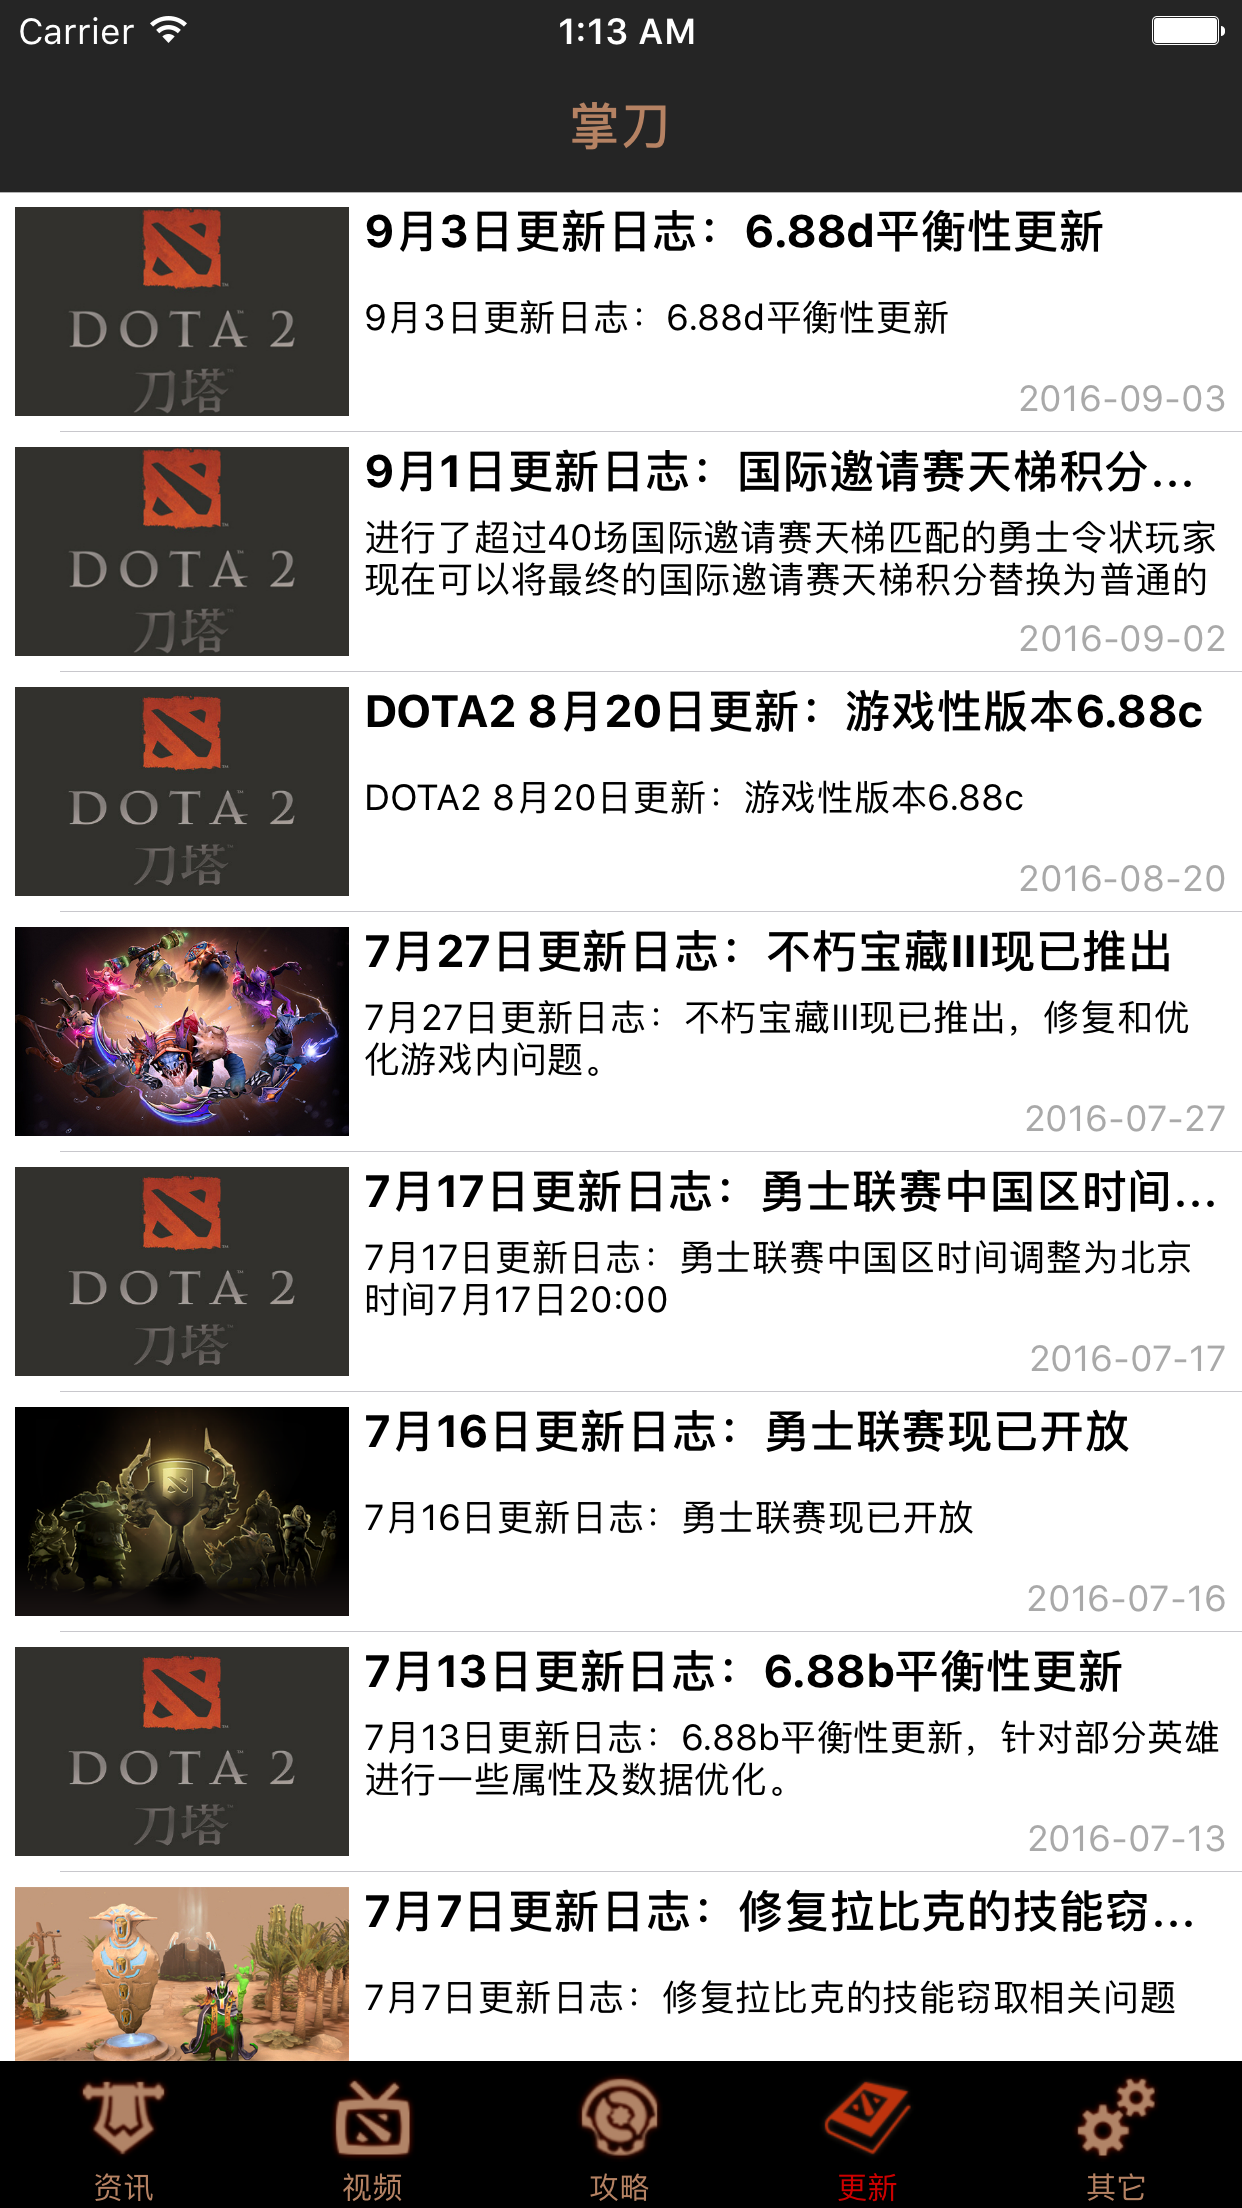 Carrier 1:13 AM
掌刀
DOTA 2
刀塔
9月3日更新日志：6.88d平衡性更新
9月3日更新日志：6.88d平衡性更新
2016-09-03
DOTA 2
刀塔
9月1日更新日志：国际邀请赛天梯积分...
进行了超过40场国际邀请赛天梯匹配的勇士令状玩家
现在可以将最终的国际邀请赛天梯积分替换为普通的
2016-09-02
DOTA 2
刀塔
DOTA2 8月20日更新：游戏性版本6.88c
DOTA2 8月20日更新：游戏性版本6.88c
2016-08-20
7月27日更新日志：不朽宝藏III现已推出
7月27日更新日志：不朽宝藏III现已推出，修复和优
化游戏内问题。
2016-07-27
DOTA 2
刀塔
7月17日更新日志：勇士联赛中国区时间...
7月17日更新日志：勇士联赛中国区时间调整为北京
时间7月17日20:00
2016-07-17
7月16日更新日志：勇士联赛现已开放
7月16日更新日志：勇士联赛现已开放
2016-07-16
DOTA 2
刀塔
7月13日更新日志：6.88b平衡性更新
7月13日更新日志：6.88b平衡性更新，针对部分英雄
进行一些属性及数据优化。
2016-07-13
7月7日更新日志：修复拉比克的技能窃...
7月7日更新日志：修复拉比克的技能窃取相关问题
资讯 视频 攻略 更新 其它